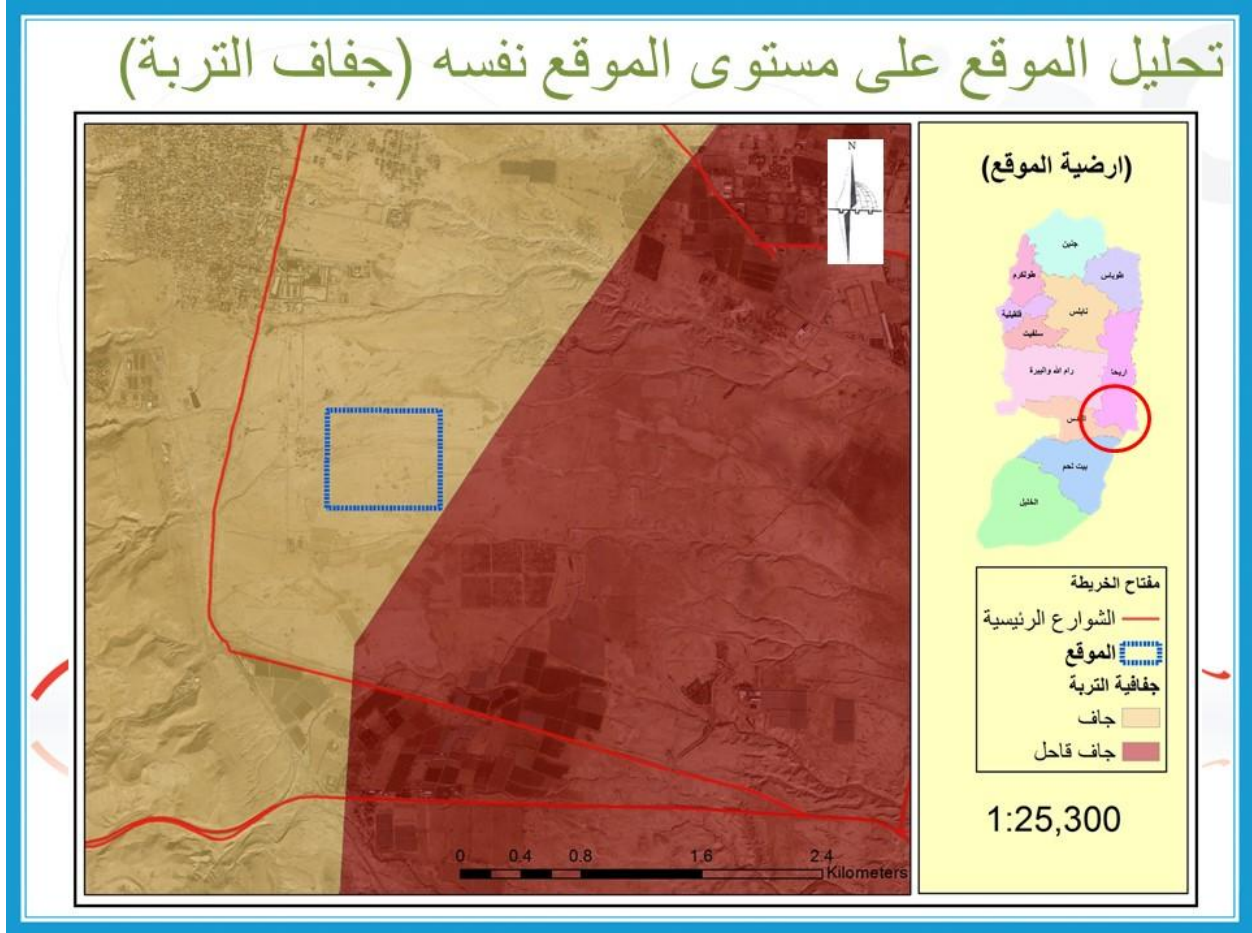 تحليل الموقع على مستوى الموقع نفسه (جفاف التربة)
N
(ارضية الموقع)
جنين
طولكرم
طوباس
قلقيلية
نابلس
سلفيت
رام الله والبيرة
اريحا
القدس
بيت لحم
الخليل
مفتاح الخريطة
الشوارع الرئيسية
الموقع
جفافية التربة
جاف
جاف قاحل
1:25,300
0 0.4 0.8 1.6 2.4
Kilometers